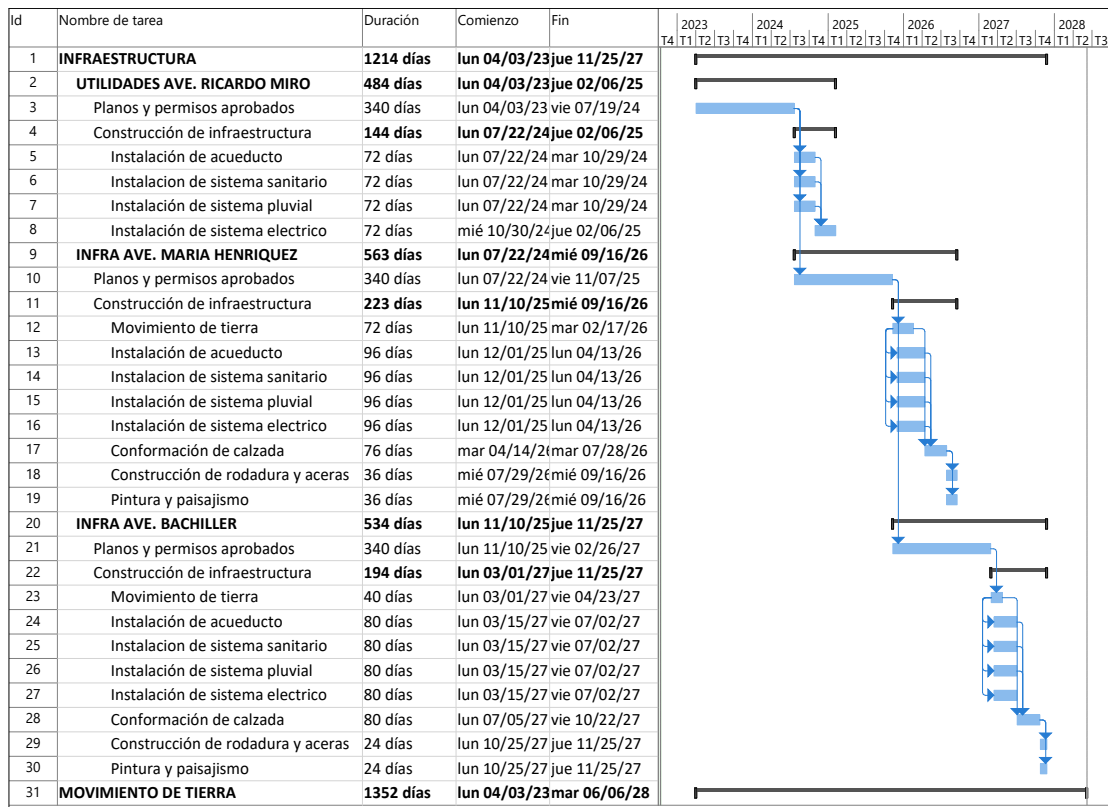 Id Nombre de tarea Duración Comienzo Fin
2023 2024 2025 2026 2027 2028
T4 T1 T2 T3 T4 T1 T2 T3 T4 T1 T2 T3 T4 T1 T2 T3 T4 T1 T2 T3 T4 T1 T2 T3
1 INFRAESTRUCTURA 1214 días lun 04/03/23 jue 11/25/27
2 UTILIDADES AVE. RICARDO MIRO 484 días lun 04/03/23 jue 02/06/25
3 Planos y permisos aprobados 340 días lun 04/03/23 vie 07/19/24
4 Construcción de infraestructura 144 días lun 07/22/24 jue 02/06/25
5 Instalación de acueducto 72 días lun 07/22/24 mar 10/29/24
6 Instalacion de sistema sanitario 72 días lun 07/22/24 mar 10/29/24
7 Instalación de sistema pluvial 72 días lun 07/22/24 mar 10/29/24
8 Instalación de sistema electrico 72 días mié 10/30/24 jue 02/06/25
9 INFRA AVE. MARIA HENRIQUEZ 563 días lun 07/22/24 mié 09/16/26
10 Planos y permisos aprobados 340 días lun 07/22/24 vie 11/07/25
11 Construcción de infraestructura 223 días lun 11/10/25 mié 09/16/26
12 Movimiento de tierra 72 días lun 11/10/25 mar 02/17/26
13 Instalación de acueducto 96 días lun 12/01/25 lun 04/13/26
14 Instalacion de sistema sanitario 96 días lun 12/01/25 lun 04/13/26
15 Instalación de sistema pluvial 96 días lun 12/01/25 lun 04/13/26
16 Instalación de sistema electrico 96 días lun 12/01/25 lun 04/13/26
17 Conformación de calzada 76 días mar 04/14/26 mar 07/28/26
18 Construcción de rodadura y aceras 36 días mié 07/29/26 mié 09/16/26
19 Pintura y paisajismo 36 días mié 07/29/26 mié 09/16/26
20 INFRA AVE. BACHILLER 534 días lun 11/10/25 jue 11/25/27
21 Planos y permisos aprobados 340 días lun 11/10/25 vie 02/26/27
22 Construcción de infraestructura 194 días lun 03/01/27 jue 11/25/27
23 Movimiento de tierra 40 días lun 03/01/27 vie 04/23/27
24 Instalación de acueducto 80 días lun 03/15/27 vie 07/02/27
25 Instalacion de sistema sanitario 80 días lun 03/15/27 vie 07/02/27
26 Instalación de sistema pluvial 80 días lun 03/15/27 vie 07/02/27
27 Instalación de sistema electrico 80 días lun 03/15/27 vie 07/02/27
28 Conformación de calzada 80 días lun 07/05/27 vie 10/22/27
29 Construcción de rodadura y aceras 24 días lun 10/25/27 jue 11/25/27
30 Pintura y paisajismo 24 días lun 10/25/27 jue 11/25/27
31 MOVIMIENTO DE TIERRA 1352 días lun 04/03/23 mar 06/06/28